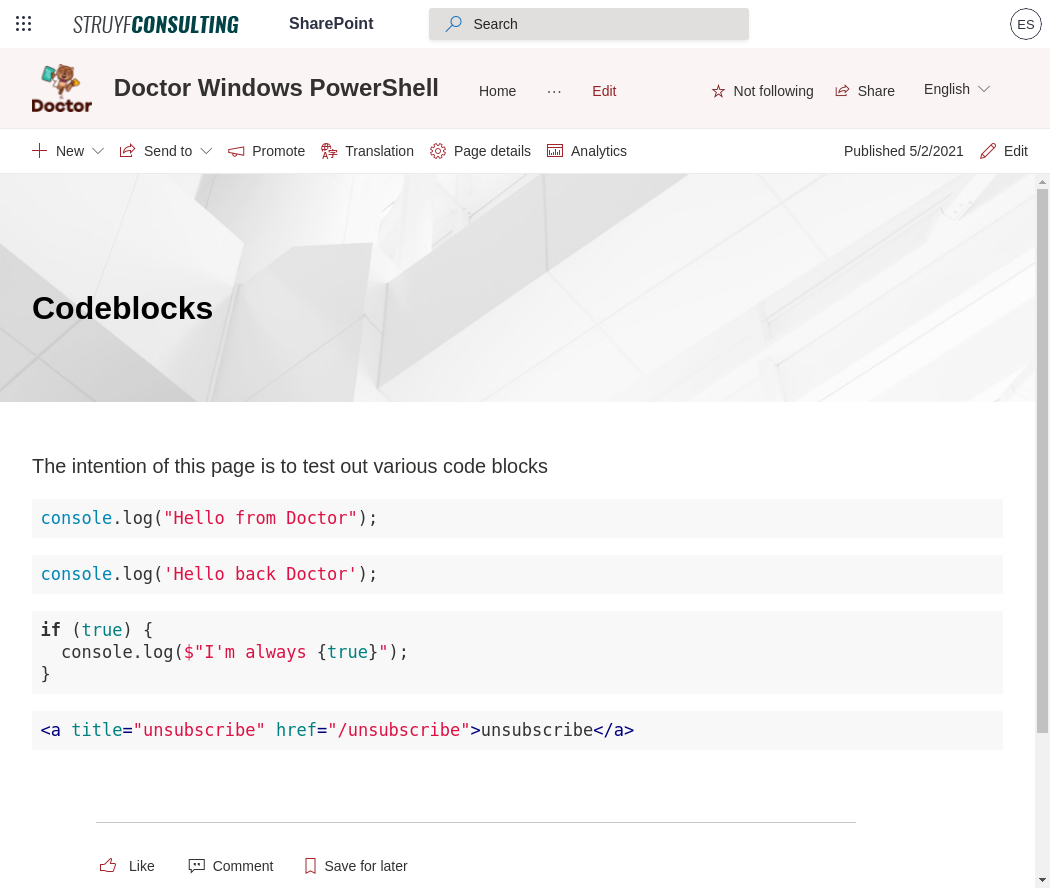 STRUYFCONSULTING SharePoint Search ES
Doctor Doctor Windows PowerShell Home ··· Edit Not following Share English
New Send to Promote Translation Page details Analytics Published 5/2/2021 Edit
Codeblocks
The intention of this page is to test out various code blocks
console.log("Hello from Doctor");
console.log('Hello back Doctor');
if (true) {
  console.log($"I'm always {true}");
}
<a title="unsubscribe" href="/unsubscribe">unsubscribe</a>
Like Comment Save for later